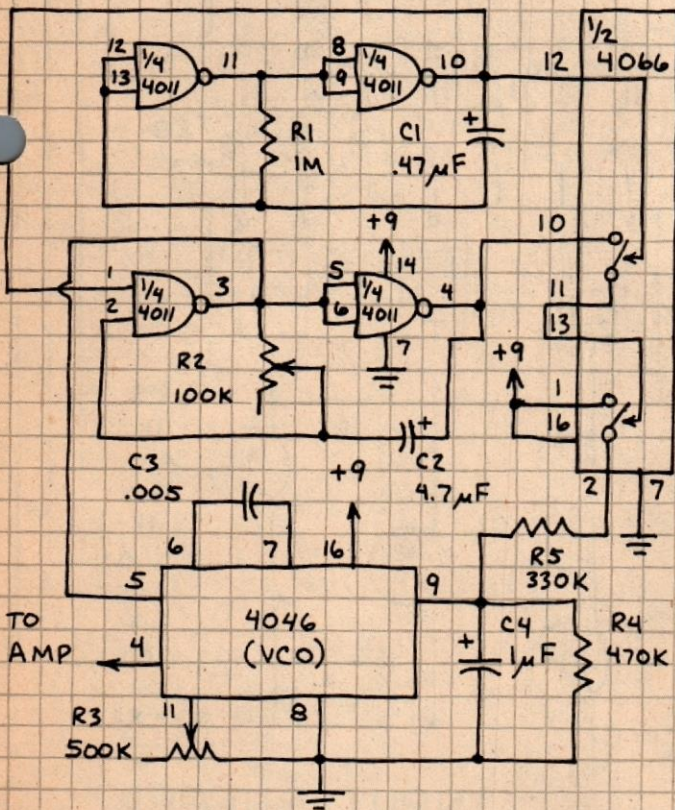 12
13
1/4
4011
11
8
9
1/4
4011
10
12
1/2
4066
R1
1M
C1
.47µF
+
+9
10
1
2
1/4
4011
3
5
6
1/4
4011
14
4
7
11
13
R2
100K
+9
1
16
+
C2
4.7µF
C3
.005
+9
2
7
6
7
16
R5
330K
5
9
4046
(VCO)
TO
AMP
4
+
C4
1µF
R4
470K
R3
500K
11
8